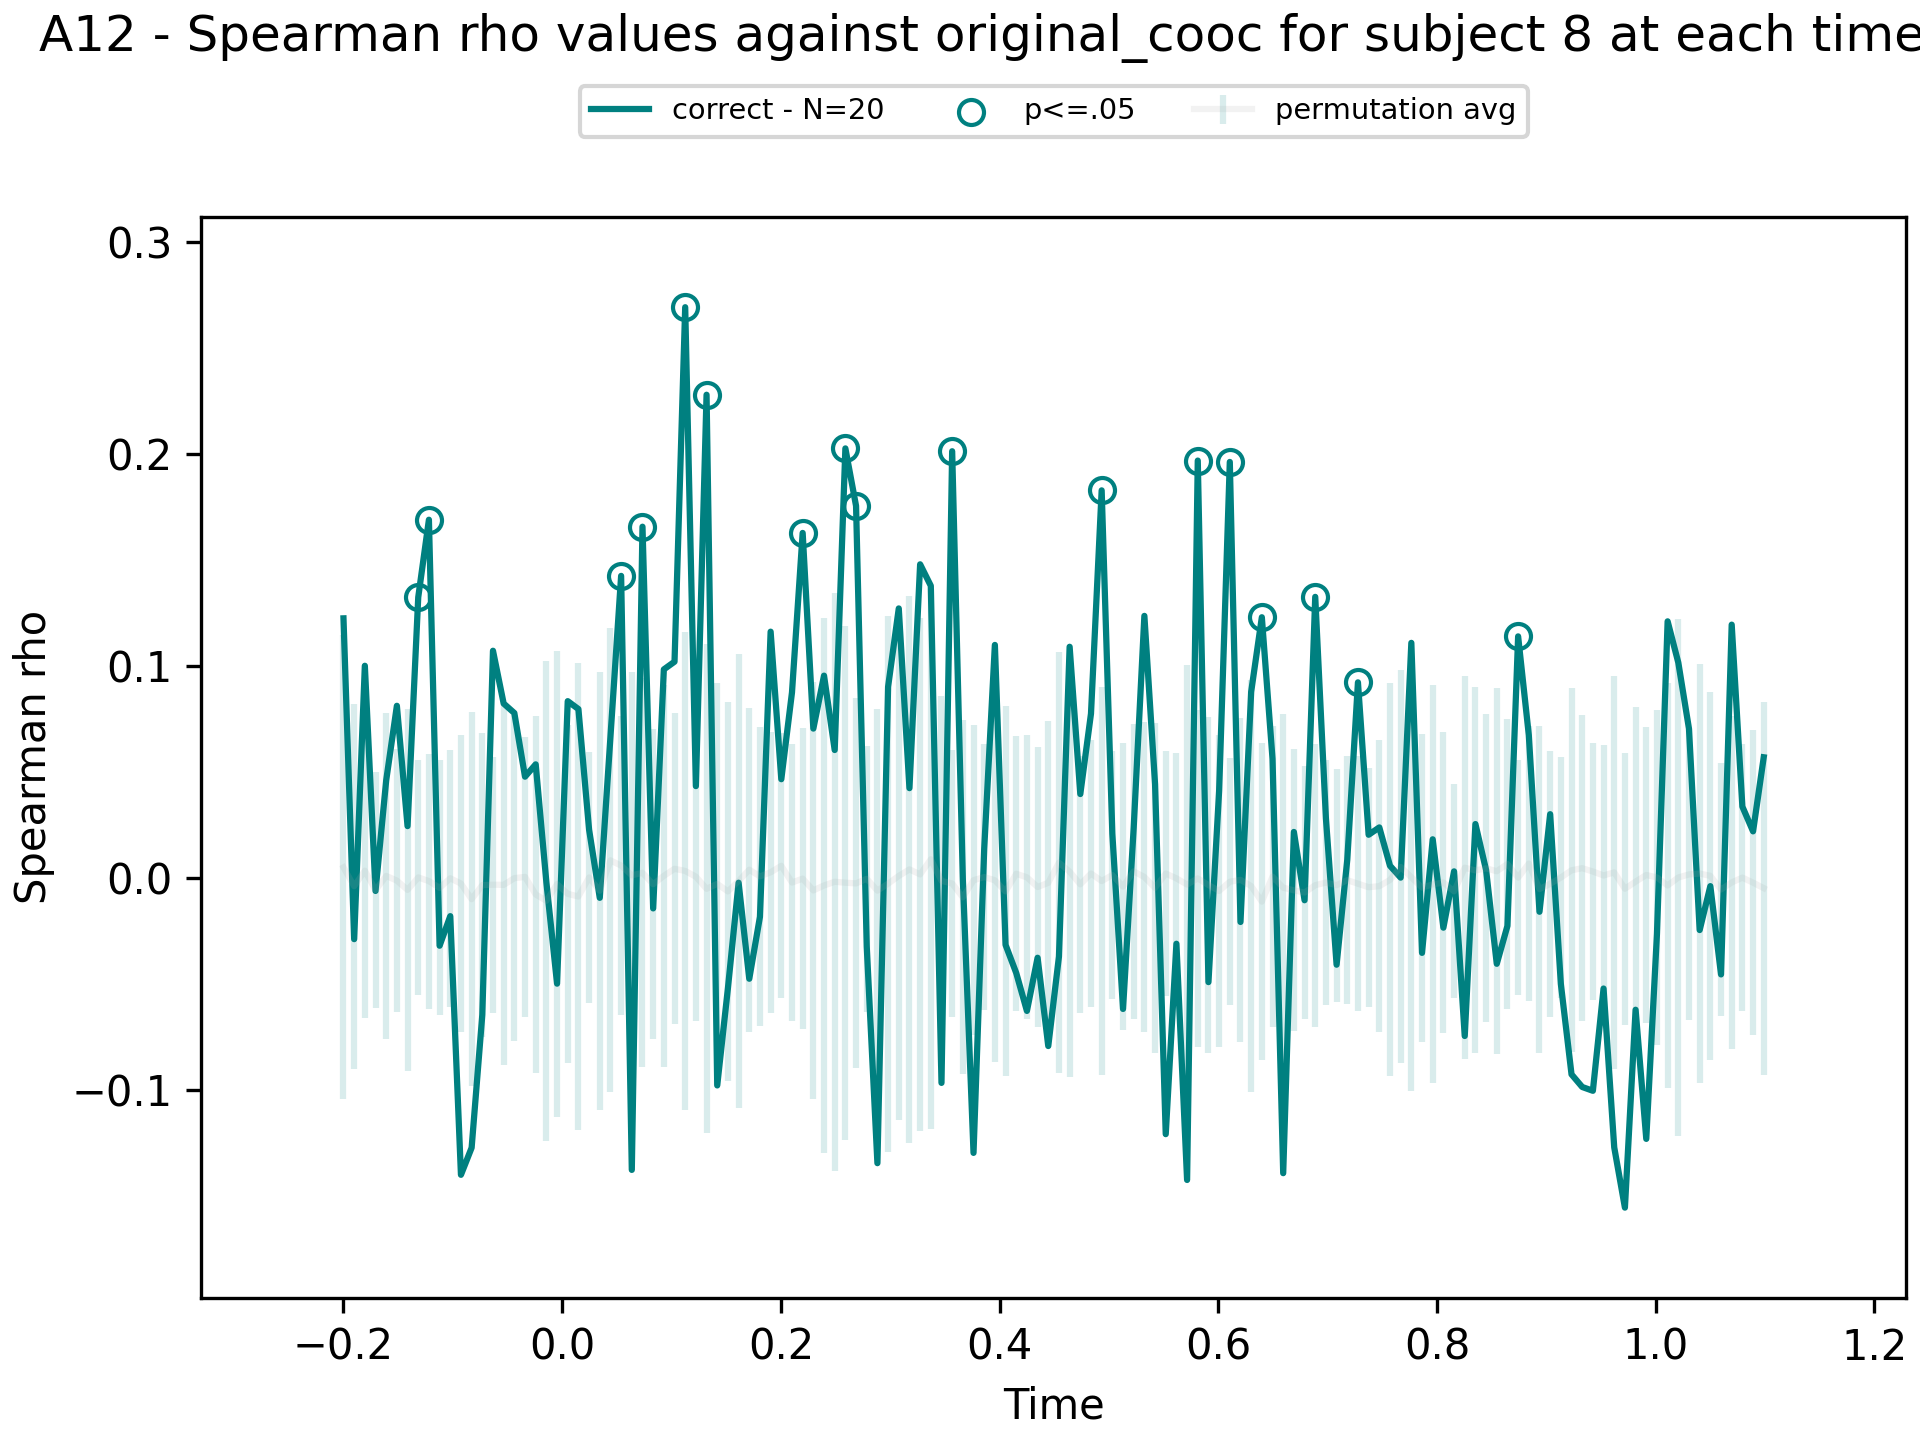 A12 - Spearman rho values against original_cooc for subject 8 at each time
correct - N=20 p<=.05 permutation avg
0.3
0.2
0.1
0.0
−0.1
Spearman rho
−0.2 0.0 0.2 0.4 0.6 0.8 1.0 1.2
Time